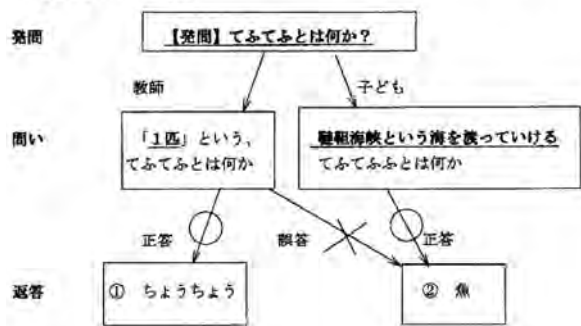 発問
【発問】てふてふとは何か？
教師
子ども
問い
「1匹」という、
てふてふとは何か
韃靼海峡という海を渡っていける
てふてふふとは何か
正答
誤答
正答
返答
① ちょうちょう
② 魚